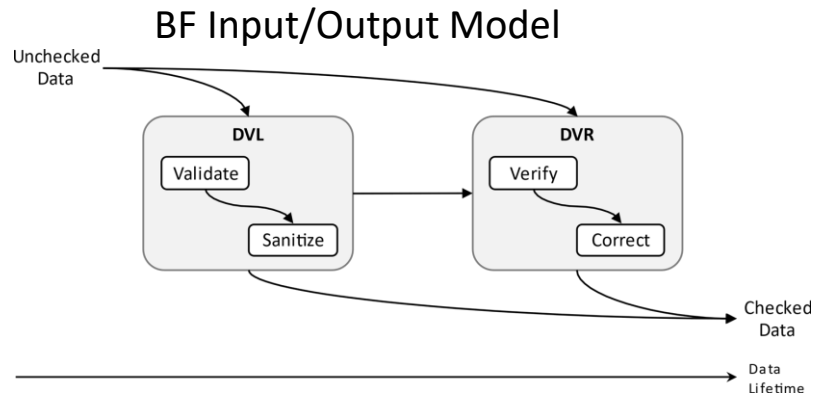 BF Input/Output Model
Unchecked
Data
DVL
DVR
Validate
Verify
Sanitize
Correct
Checked
Data
Data
Lifetime